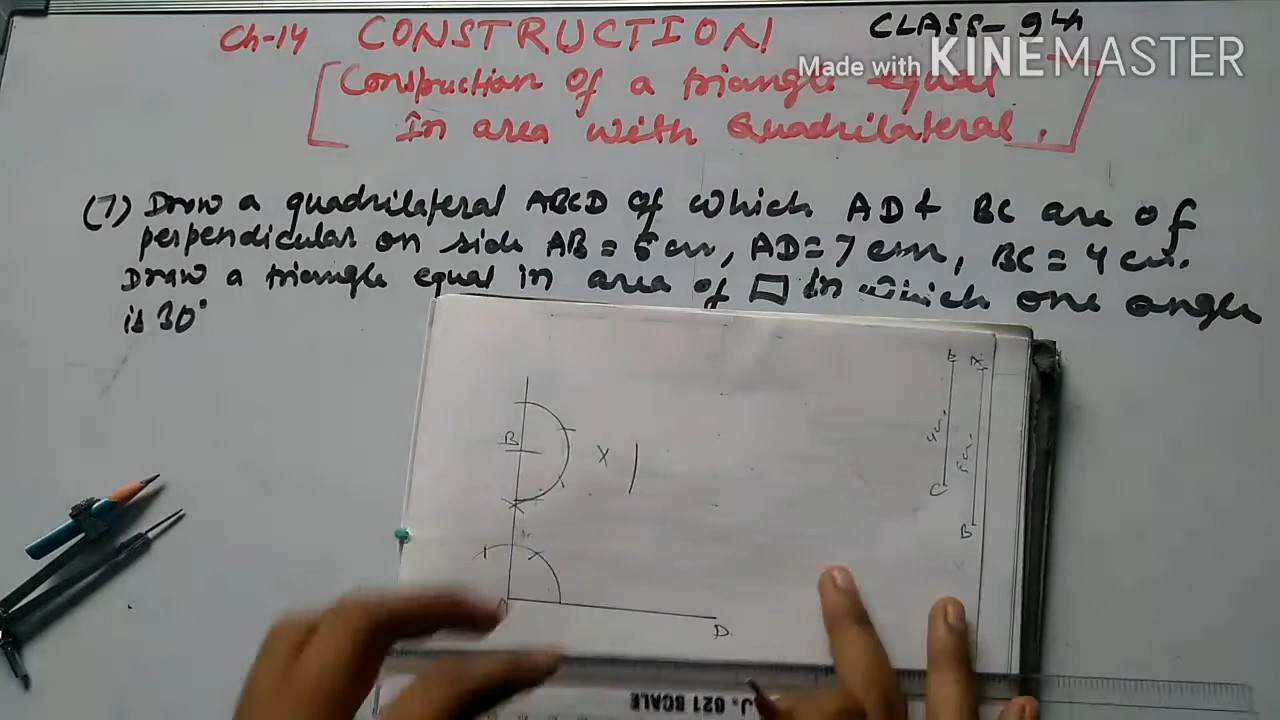 Ch-14 CONSTRUCTION CLASS-9th
Made with KINEMASTER
[Construction of a triangle equal
In area with Quadrilateral.]
(7) Draw a quadrilateral ABCD of which AD + BC are of
perpendicular on side AB = 5 cm, AD = 7 cm, BC = 4 cm.
Draw a triangle equal in area of □ in which one angle
is 30°
B
D
C
B
J. 621 SCALE